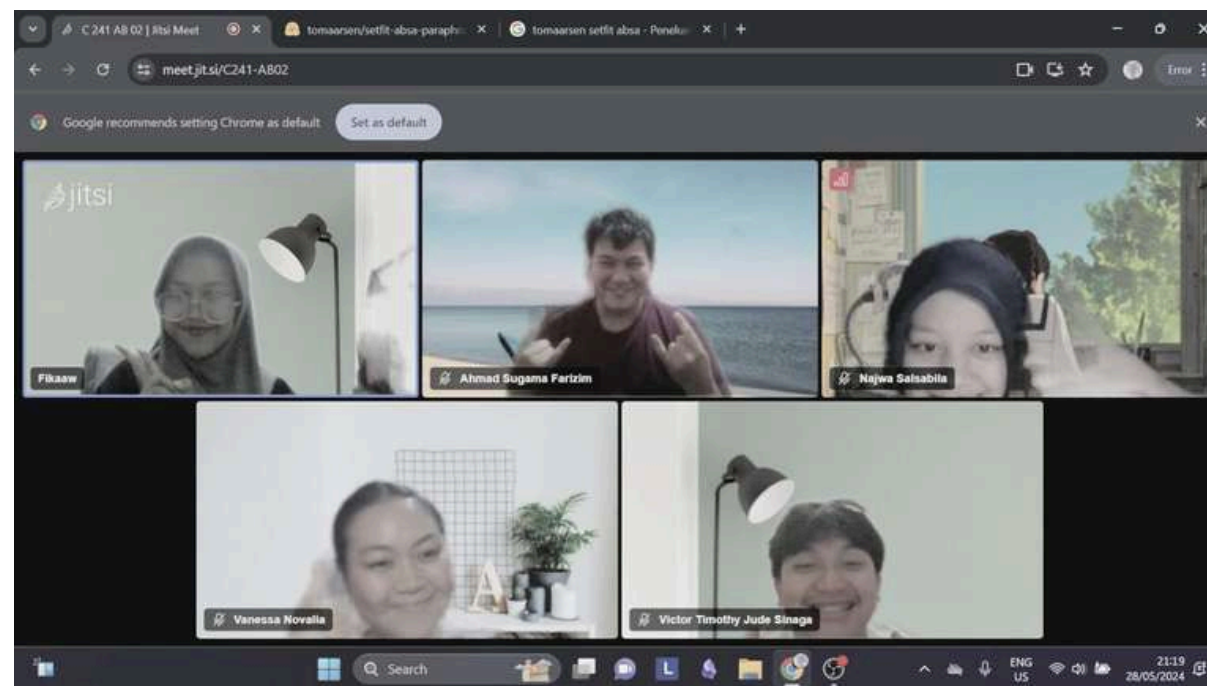 C 241 AB 02 | Jitsi Meet
tomaarsen/setfit-absa-paraphr
tomaarsen setfit absa - Penelus
meet.jit.si/C241-AB02
Error
Google recommends setting Chrome as default
Set as default
jitsi
Fikaaw
Ahmad Sugama Farizim
Najwa Salsabila
Vanessa Novalia
Victor Timothy Jude Sinaga
Search
L
ENG
US
21:19
28/05/2024